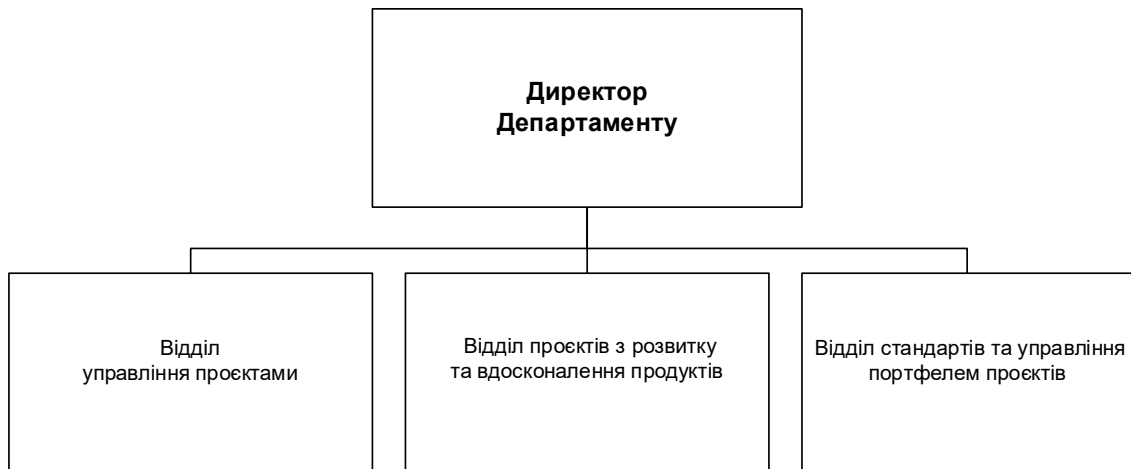 Директор
Департаменту
Відділ
управління проєктами
Відділ проєктів з розвитку
та вдосконалення продуктів
Відділ стандартів та управління
портфелем проєктів